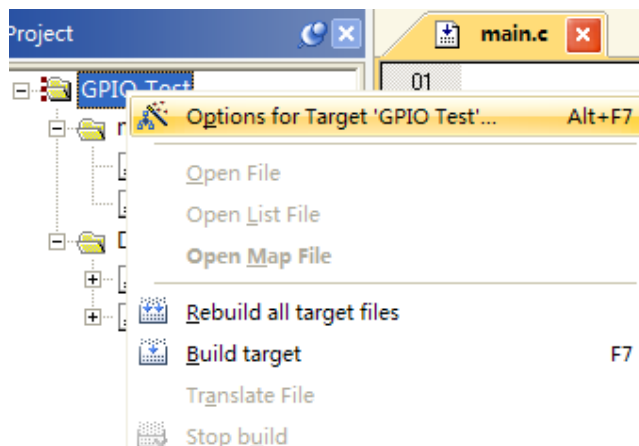 Project
main.c
GPIO Test
01
Options for Target 'GPIO Test'... Alt+F7
Open File
Open List File
Open Map File
Rebuild all target files
Build target F7
Translate File
Stop build